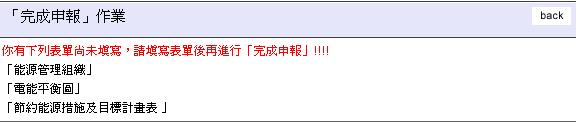 「完成申報」作業
back
你有下列表單尚未填寫，請填寫表單後再進行「完成申報」!!!!
「能源管理組織」
「電能平衡圖」
「節約能源措施及目標計畫表 」